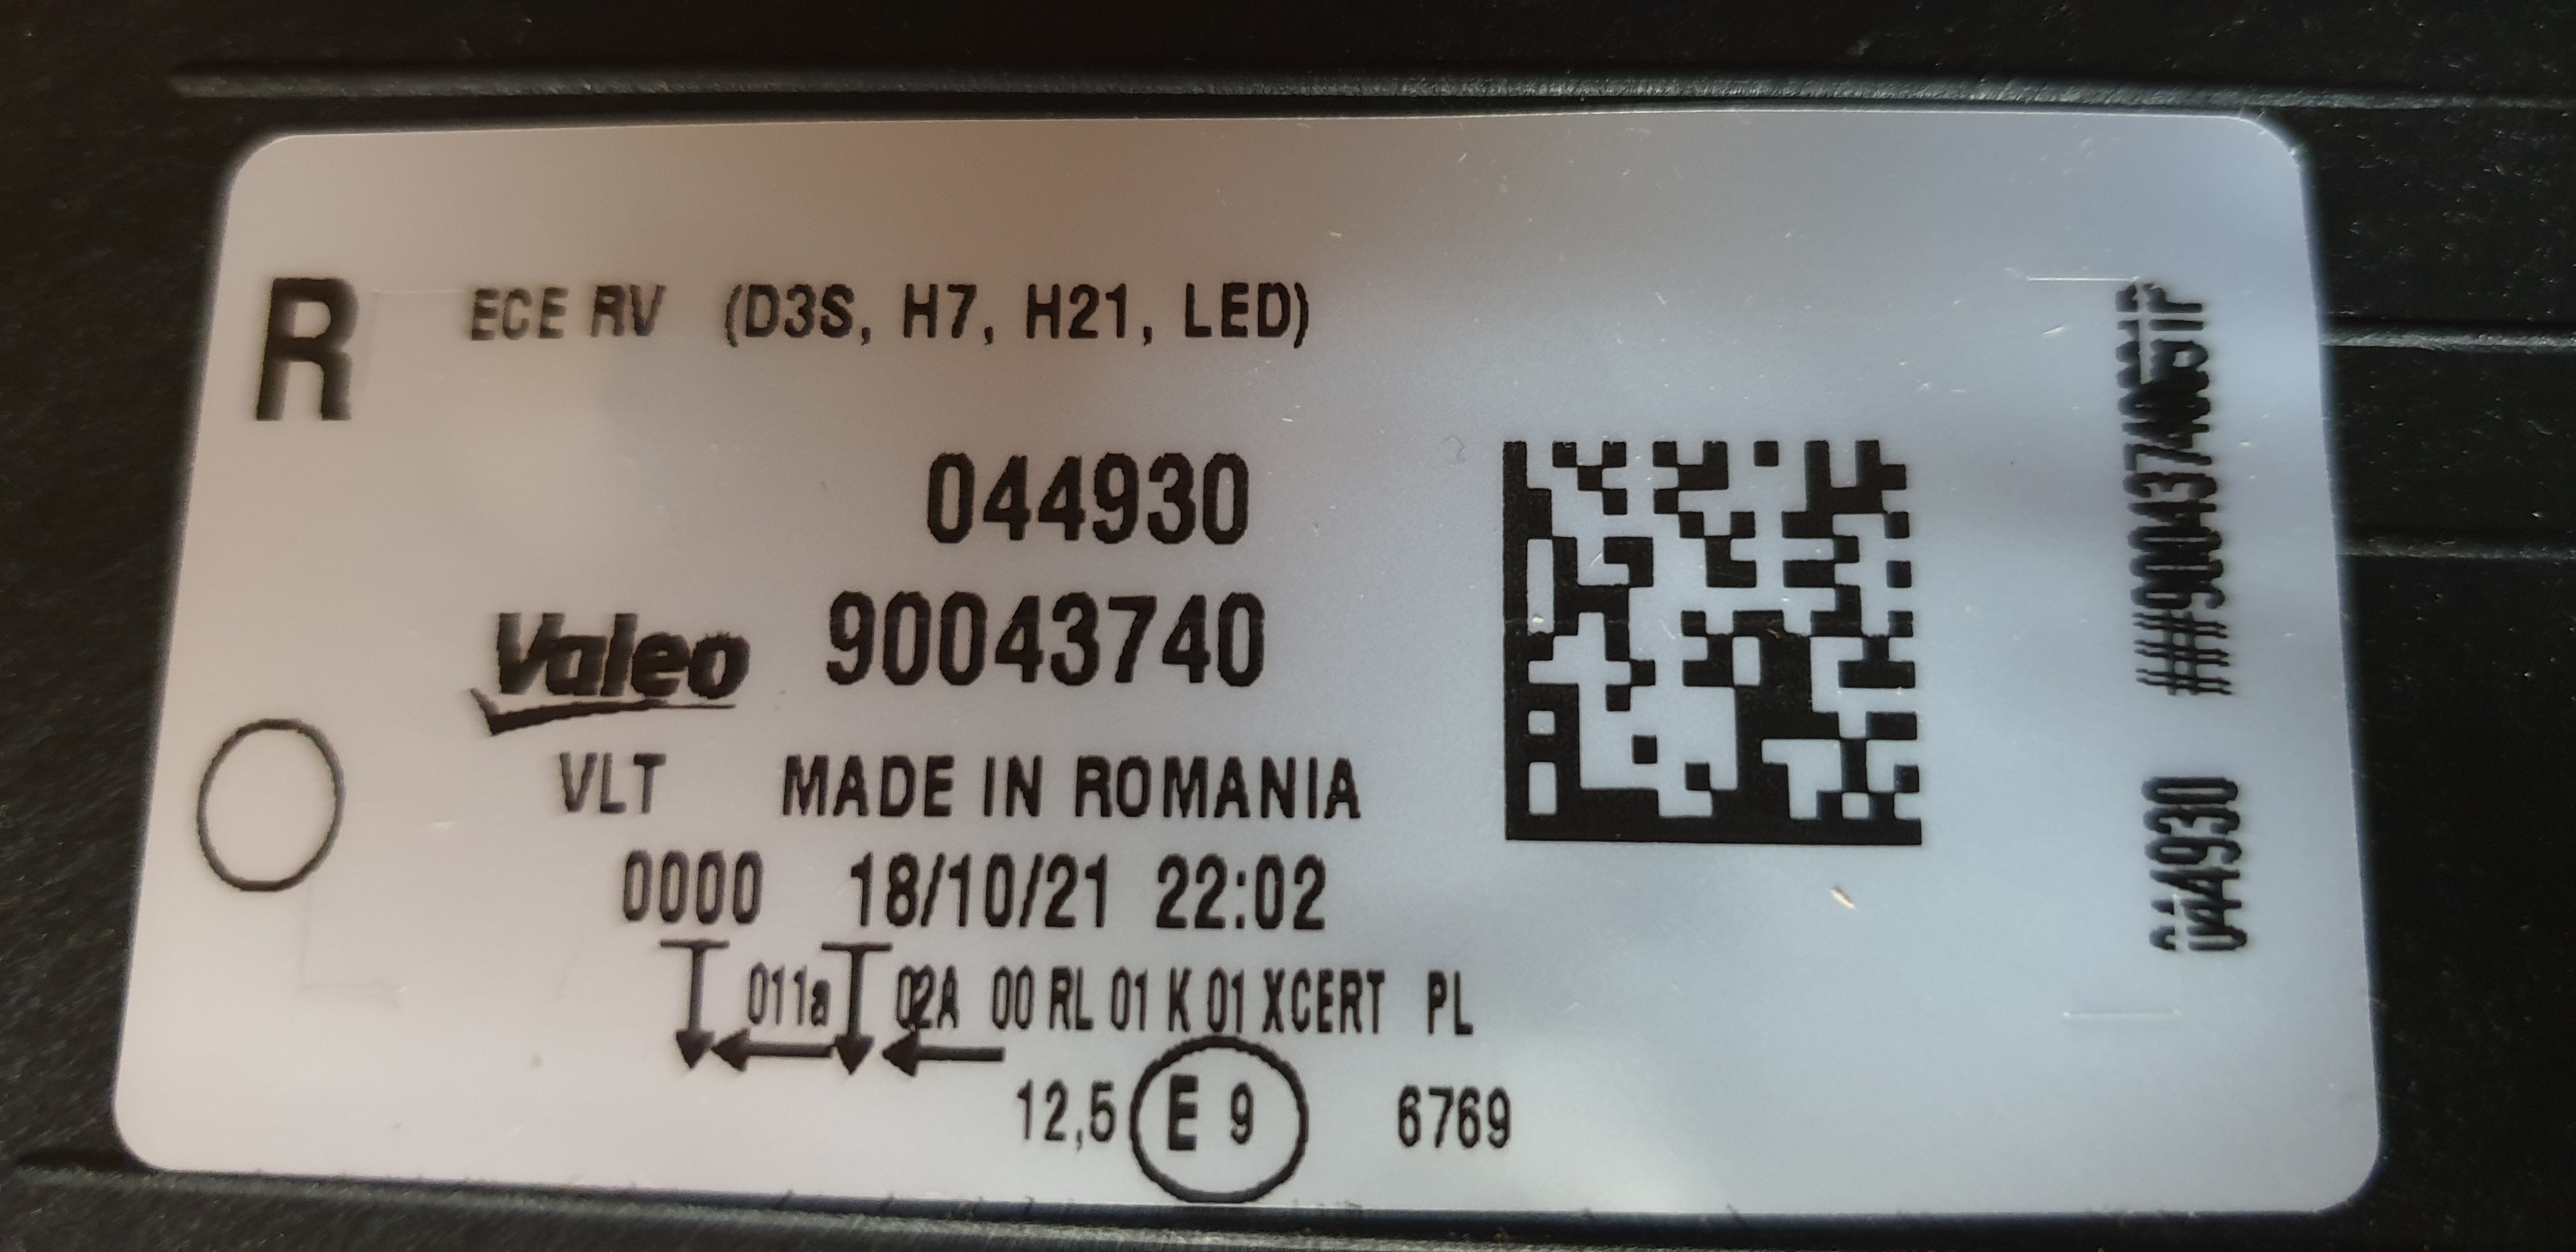 R ECE RV (D3S, H7, H21, LED)
044930
Valeo 90043740
VLT MADE IN ROMANIA
0000 18/10/21 22:02
011a 02A 00 RL 01 K 01 XCERT PL
12,5 E 9 6769
044930